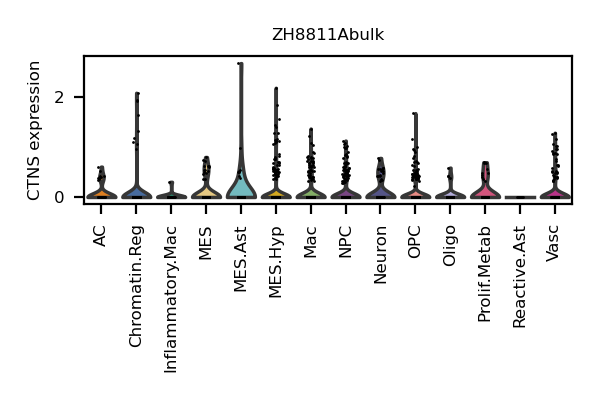 ZH8811Abulk
CTNS expression
2
0
AC
Chromatin.Reg
Inflammatory.Mac
MES
MES.Ast
MES.Hyp
Mac
NPC
Neuron
OPC
Oligo
Prolif.Metab
Reactive.Ast
Vasc